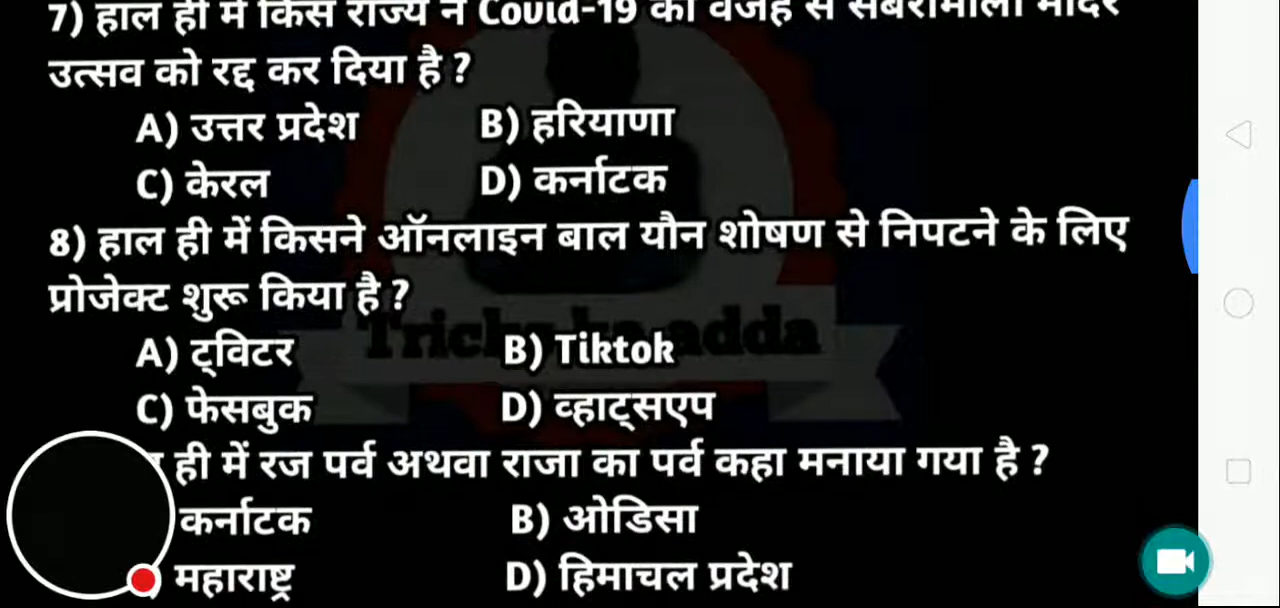 7) हाल ही में किस राज्य ने Covid-19 की वजह से सबरीमाला मंदिर
उत्सव को रद्द कर दिया है ?
A) उत्तर प्रदेश B) हरियाणा
C) केरल D) कर्नाटक
8) हाल ही में किसने ऑनलाइन बाल यौन शोषण से निपटने के लिए
प्रोजेक्ट शुरू किया है ?
A) ट्विटर B) Tiktok
C) फेसबुक D) व्हाट्सएप
ही में रज पर्व अथवा राजा का पर्व कहा मनाया गया है ?
कर्नाटक B) ओडिसा
महाराष्ट्र D) हिमाचल प्रदेश